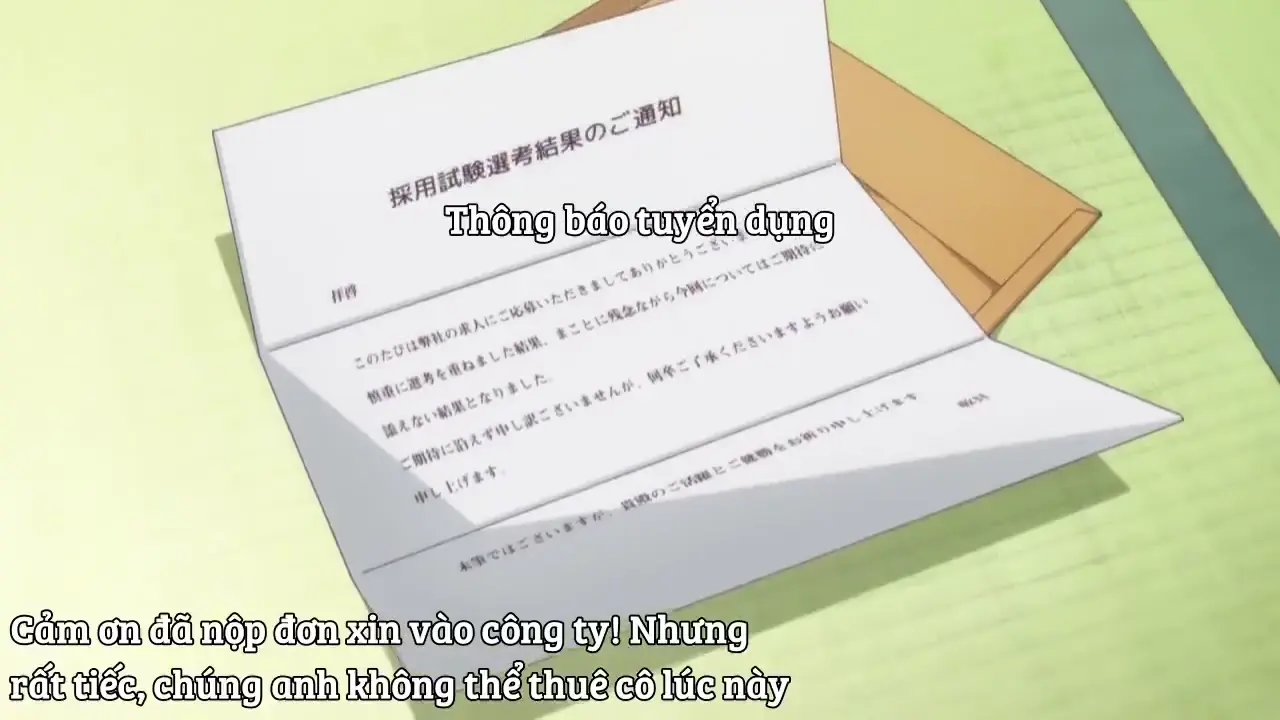 採用試験選考結果のご通知
Thông báo tuyển dụng
拝啓
このたびは弊社の求人にご応募いただきましてありがとうございま
慎重に選考を重ねました結果、まことに残念ながら今回についてはご期待に
添えない結果となりました。
ご期待に沿えず申し訳ございませんが、何卒ご了承くださいますようお願い
申し上げます。
末筆ではございますが、貴殿のご活躍とご健勝をお祈り申し上げます
Cảm ơn đã nộp đơn xin vào công ty! Nhưng
rất tiếc, chúng anh không thể thuê cô lúc này